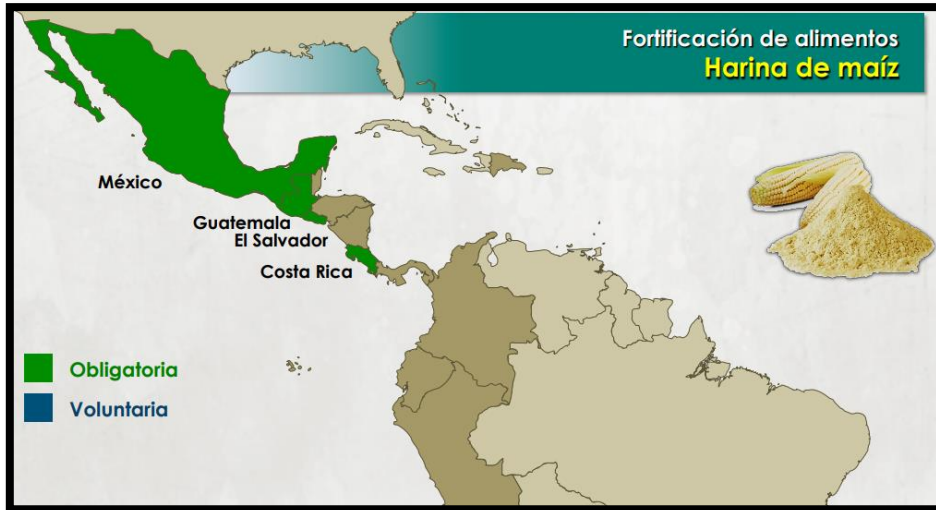 Fortificación de alimentos
Harina de maíz
México
Guatemala
El Salvador
Costa Rica
Obligatoria
Voluntaria